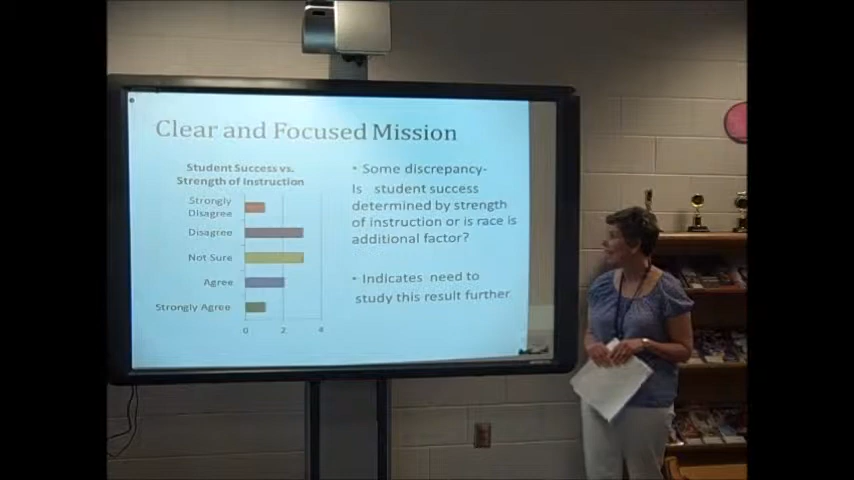 Clear and Focused Mission
Student Success vs.
Strength of Instruction
Strongly
Disagree
Disagree
Not Sure
Agree
Strongly Agree
0 2 4
• Some discrepancy-
Is student success
determined by strength
of instruction or is race is
additional factor?
• Indicates need to
study this result further